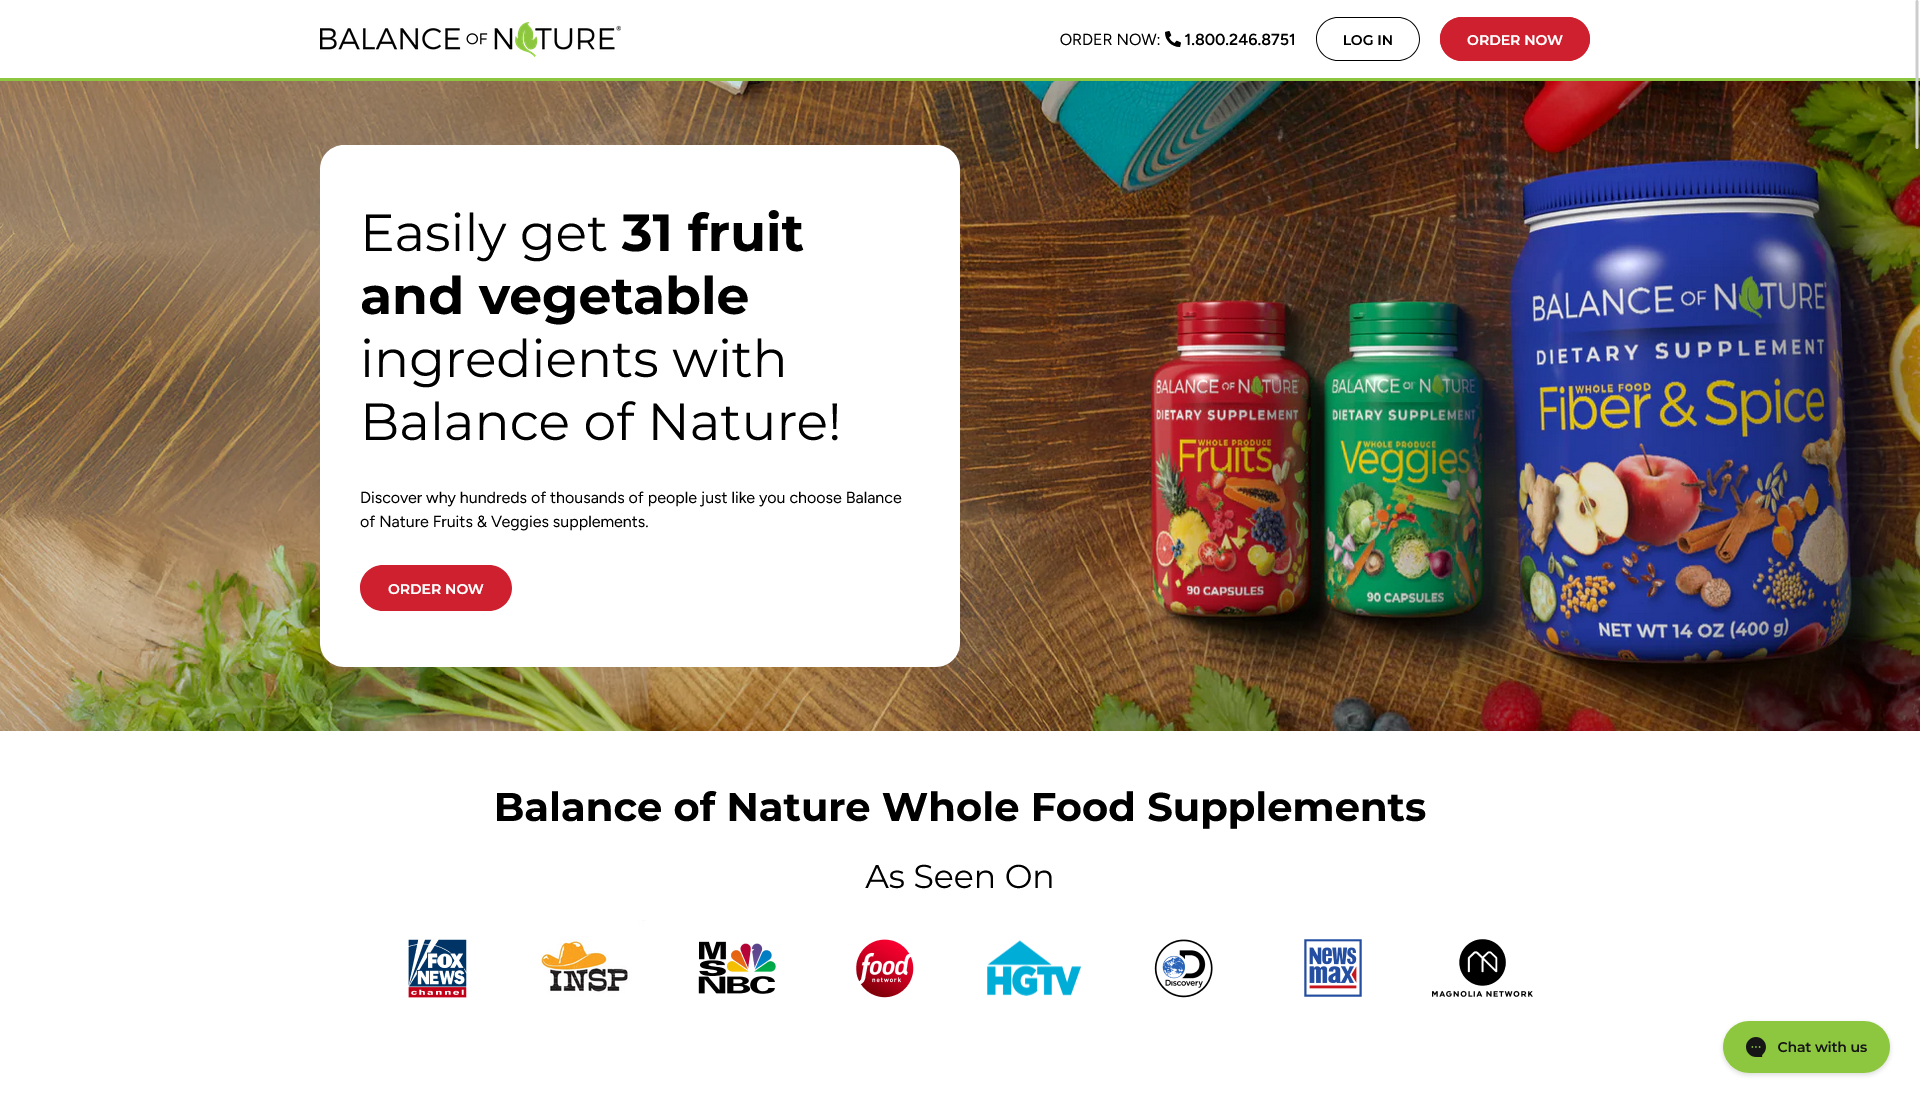 BALANCE OF NATURE®
ORDER NOW: 1.800.246.8751
LOG IN
ORDER NOW
Easily get 31 fruit
and vegetable
ingredients with
Balance of Nature!
Discover why hundreds of thousands of people just like you choose Balance
of Nature Fruits & Veggies supplements.
ORDER NOW
BALANCE OF NATURE
DIETARY SUPPLEMENT
WHOLE PRODUCE
Fruits
90 CAPSULES
BALANCE OF NATURE
DIETARY SUPPLEMENT
WHOLE PRODUCE
Veggies
90 CAPSULES
BALANCE OF NATURE
DIETARY SUPPLEMENT
WHOLE FOOD
Fiber & Spice
NET WT 14 OZ (400 g)
Balance of Nature Whole Food Supplements
As Seen On
FOX
NEWS
channel
INSP
MSNBC
food
network
HGTV
D
Discovery
NEWS
max
M
MAGNOLIA NETWORK
Chat with us